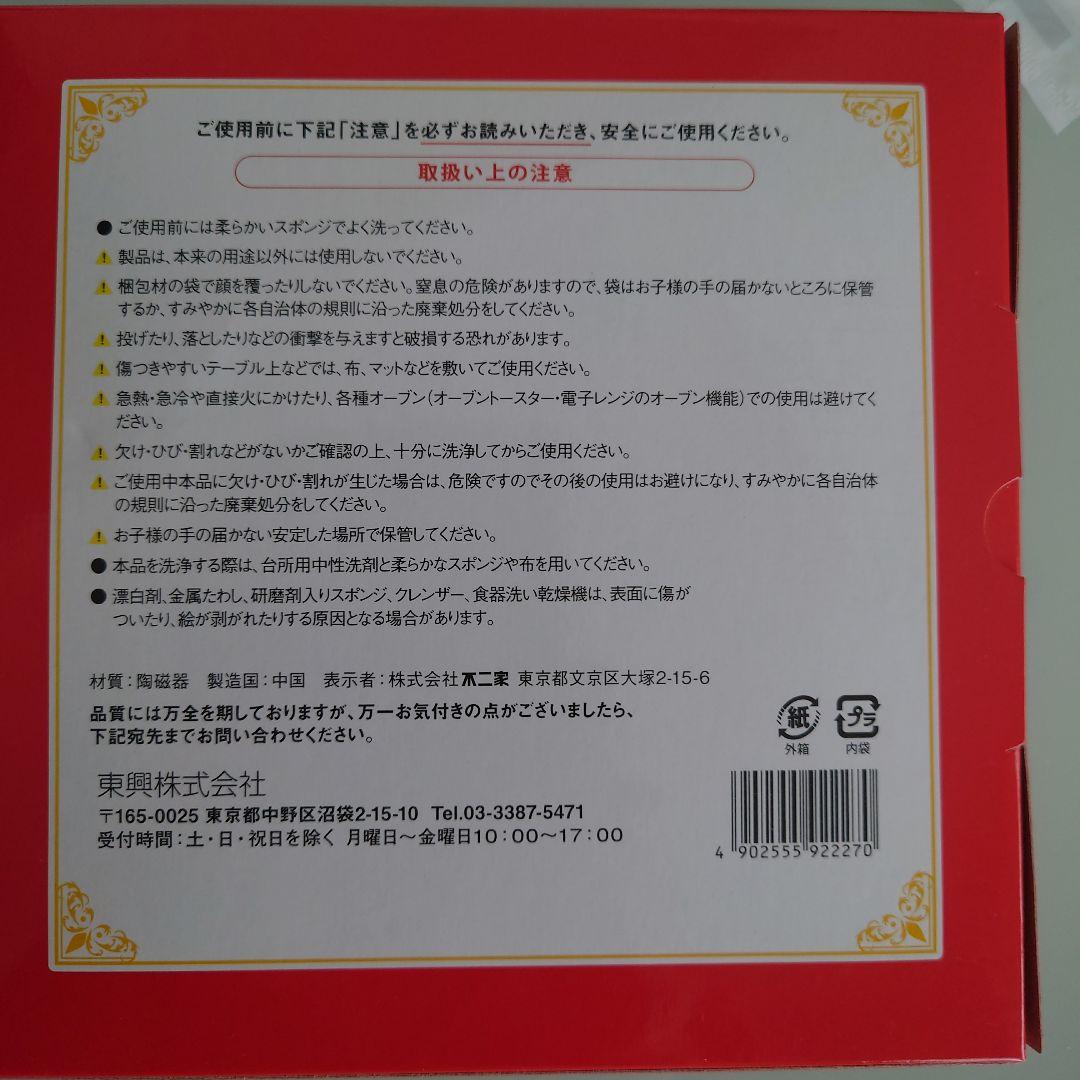 ご使用前に下記「注意」を必ずお読みいただき、安全にご使用ください。
取扱い上の注意
● ご使用前には柔らかいスポンジでよく洗ってください。
製品は、本来の用途以外には使用しないでください。
梱包材の袋で顔を覆ったりしないでください。窒息の危険がありますので、袋はお子様の手の届かないところに保管
するか、すみやかに各自治体の規則に沿った廃棄処分をしてください。
投げたり、落としたりなどの衝撃を与えますと破損する恐れがあります。
傷つきやすいテーブル上などでは、布、マットなどを敷いてご使用ください。
急熱・急冷や直接火にかけたり、各種オーブン(オーブントースター・電子レンジのオーブン機能)での使用は避けてく
ださい。
欠け・ひび・割れなどがないかご確認の上、十分に洗浄してからご使用ください。
ご使用中本品に欠け・ひび・割れが生じた場合は、危険ですのでその後の使用はお避けになり、すみやかに各自治体
の規則に沿った廃棄処分をしてください。
お子様の手の届かない安定した場所で保管してください。
● 本品を洗浄する際は、台所用中性洗剤と柔らかなスポンジや布を用いてください。
● 漂白剤、金属たわし、研磨剤入りスポンジ、クレンザー、食器洗い乾燥機は、表面に傷が
ついたり、絵が剥がれたりする原因となる場合があります。
材質：陶磁器 製造国：中国 表示者：株式会社不二家 東京都文京区大塚2-15-6
品質には万全を期しておりますが、万一お気付きの点がございましたら、
下記宛先までお問い合わせください。
紙 プラ
外箱 内袋
東興株式会社
〒165-0025 東京都中野区沼袋2-15-10 Tel.03-3387-5471
受付時間：土・日・祝日を除く 月曜日〜金曜日10：00〜17：00
4 902555 922270